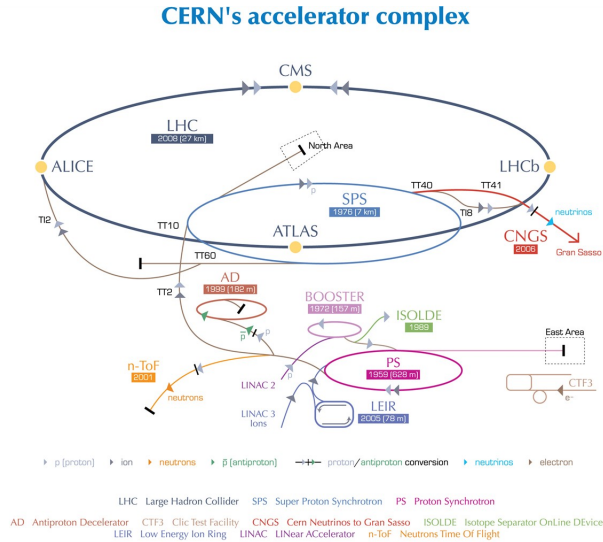 CERN's accelerator complex
CMS
LHC
2008 (27 km)
North Area
ALICE
LHCb
p
SPS
1976 (7 km)
TT40
TT41
TI2
TT10
TI8
neutrinos
ATLAS
CNGS
2006
Gran Sasso
TT60
AD
1999 (182 m)
TT2
BOOSTER
1972 (157 m)
ISOLDE
1989
p
p
East Area
n-ToF
2001
PS
1959 (628 m)
p
LINAC 2
neutrons
CTF3
e-
LEIR
2005 (78 m)
LINAC 3
Ions
p [proton] ion neutrons p̄ [antiproton] proton/antiproton conversion neutrinos electron
LHC Large Hadron Collider SPS Super Proton Synchrotron PS Proton Synchrotron
AD Antiproton Decelerator CTF3 Clic Test Facility CNGS Cern Neutrinos to Gran Sasso ISOLDE Isotope Separator OnLine DEvice
LEIR Low Energy Ion Ring LINAC LINear ACcelerator n-ToF Neutrons Time Of Flight